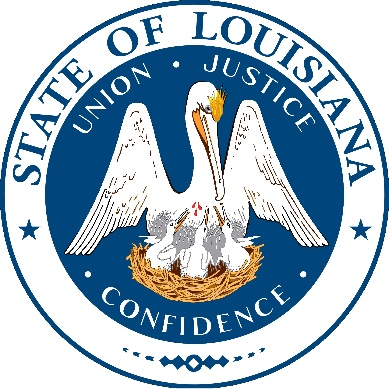 STATE OF LOUISIANA
UNION · JUSTICE
· CONFIDENCE ·